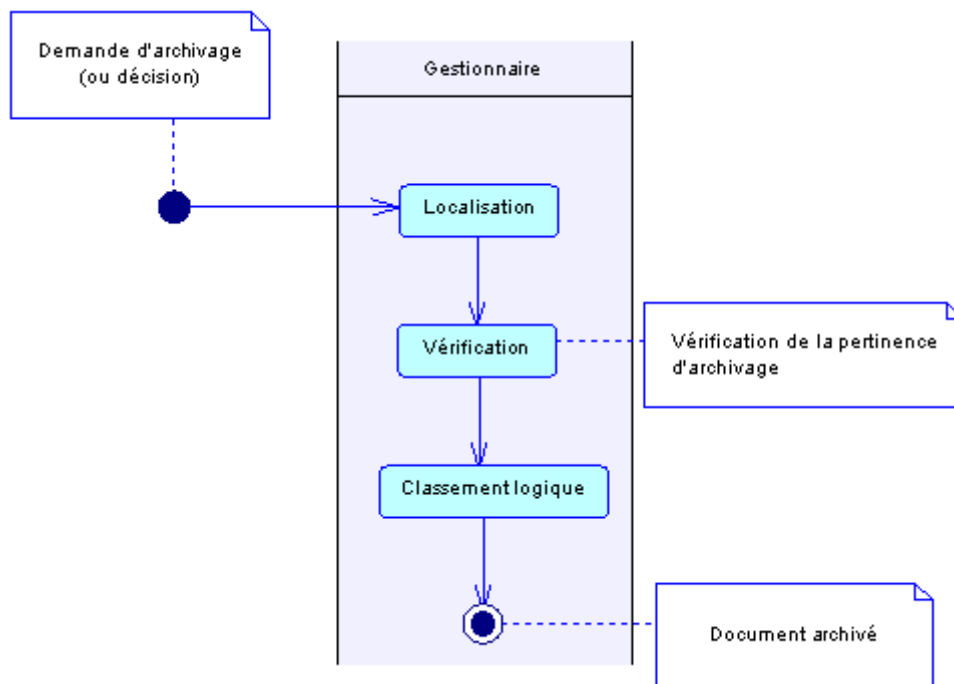 Demande d'archivage
(ou décision)
Gestionnaire
Localisation
Vérification
Vérification de la pertinence
d'archivage
Classement logique
Document archivé